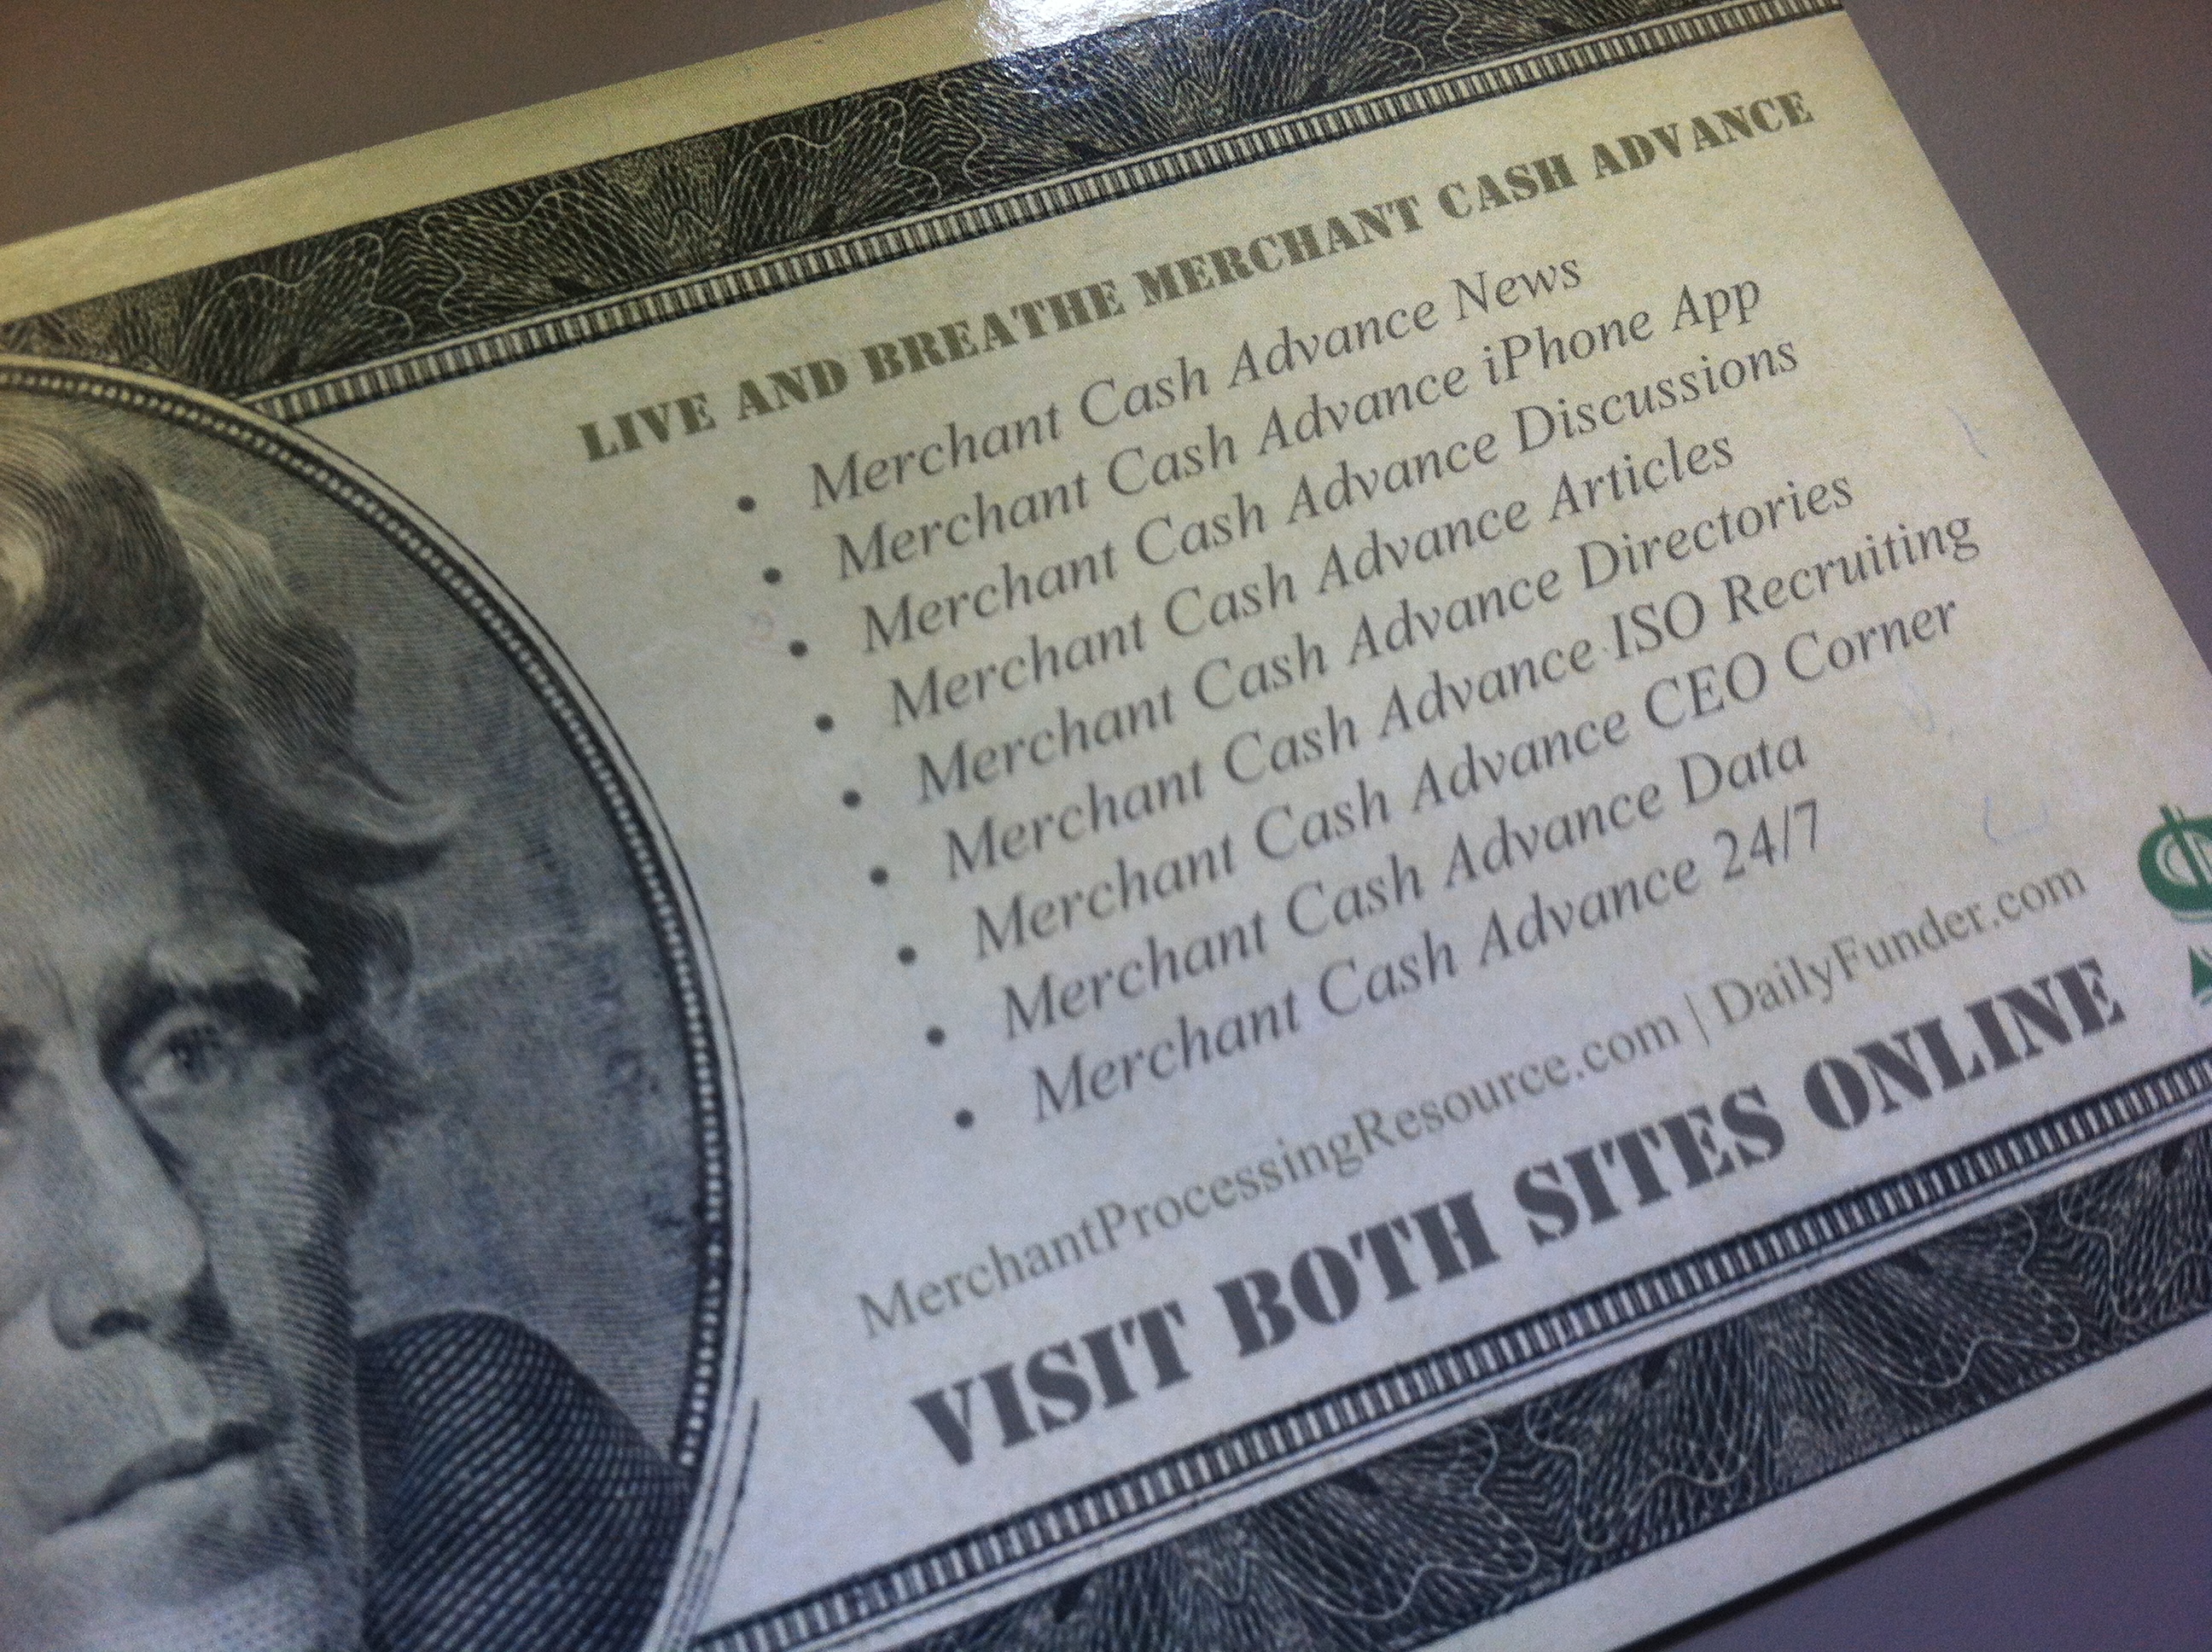 LIVE AND BREATHE MERCHANT CASH ADVANCE
• Merchant Cash Advance News
• Merchant Cash Advance iPhone App
• Merchant Cash Advance Discussions
• Merchant Cash Advance Articles
• Merchant Cash Advance Directories
• Merchant Cash Advance ISO Recruiting
• Merchant Cash Advance CEO Corner
• Merchant Cash Advance Data
• Merchant Cash Advance 24/7
MerchantProcessingResource.com | DailyFunder.com
VISIT BOTH SITES ONLINE